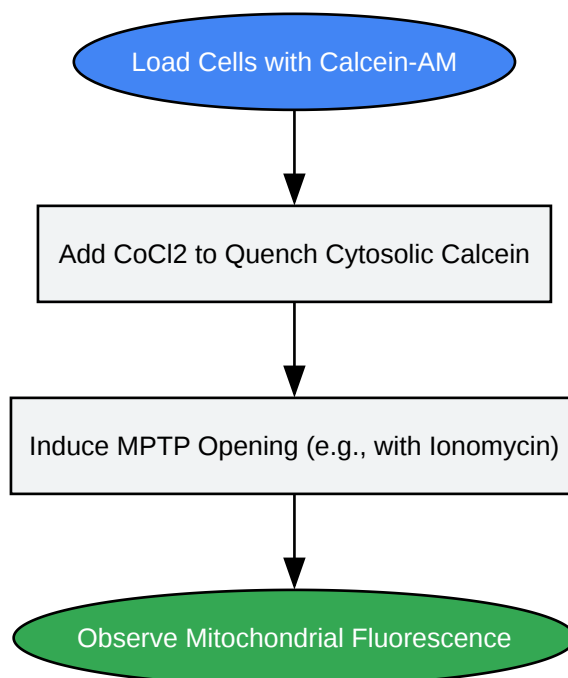 Load Cells with Calcein-AM
Add CoCl2 to Quench Cytosolic Calcein
Induce MPTP Opening (e.g., with Ionomycin)
Observe Mitochondrial Fluorescence